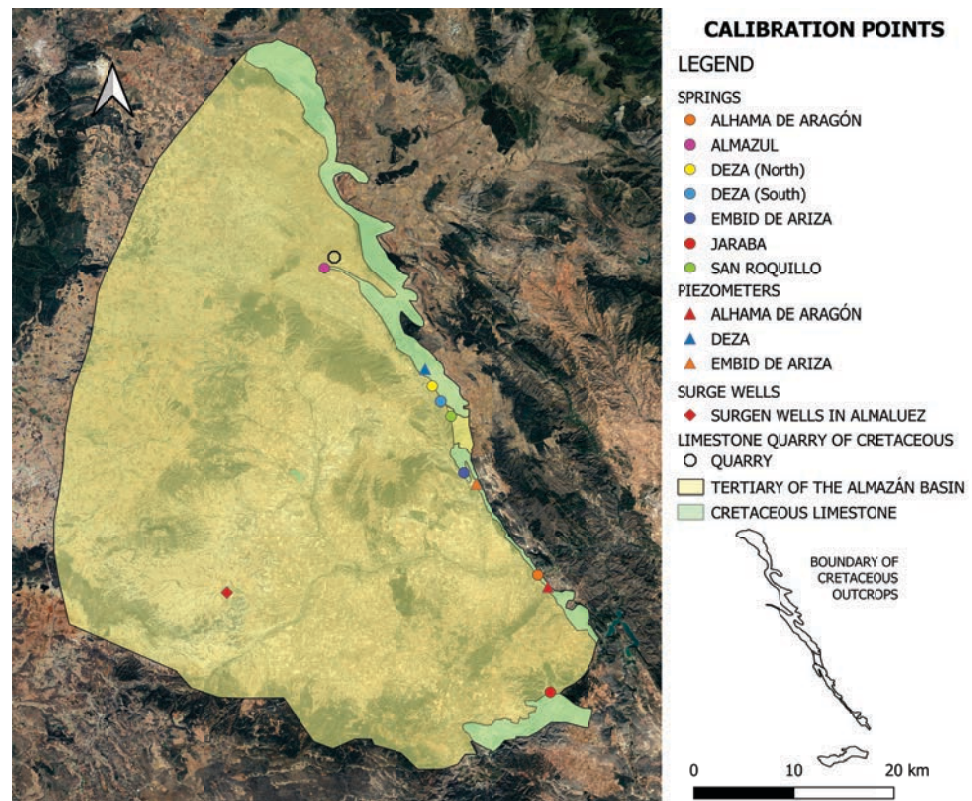 CALIBRATION POINTS
LEGEND
SPRINGS
ALHAMA DE ARAGÓN
ALMAZUL
DEZA (North)
DEZA (South)
EMBID DE ARIZA
JARABA
SAN ROQUILLO
PIEZOMETERS
ALHAMA DE ARAGÓN
DEZA
EMBID DE ARIZA
SURGE WELLS
SURGEN WELLS IN ALMALUEZ
LIMESTONE QUARRY OF CRETACEOUS
QUARRY
TERTIARY OF THE ALMAZÁN BASIN
CRETACEOUS LIMESTONE
BOUNDARY OF
CRETACEOUS
OUTCROPS
0 10 20 km